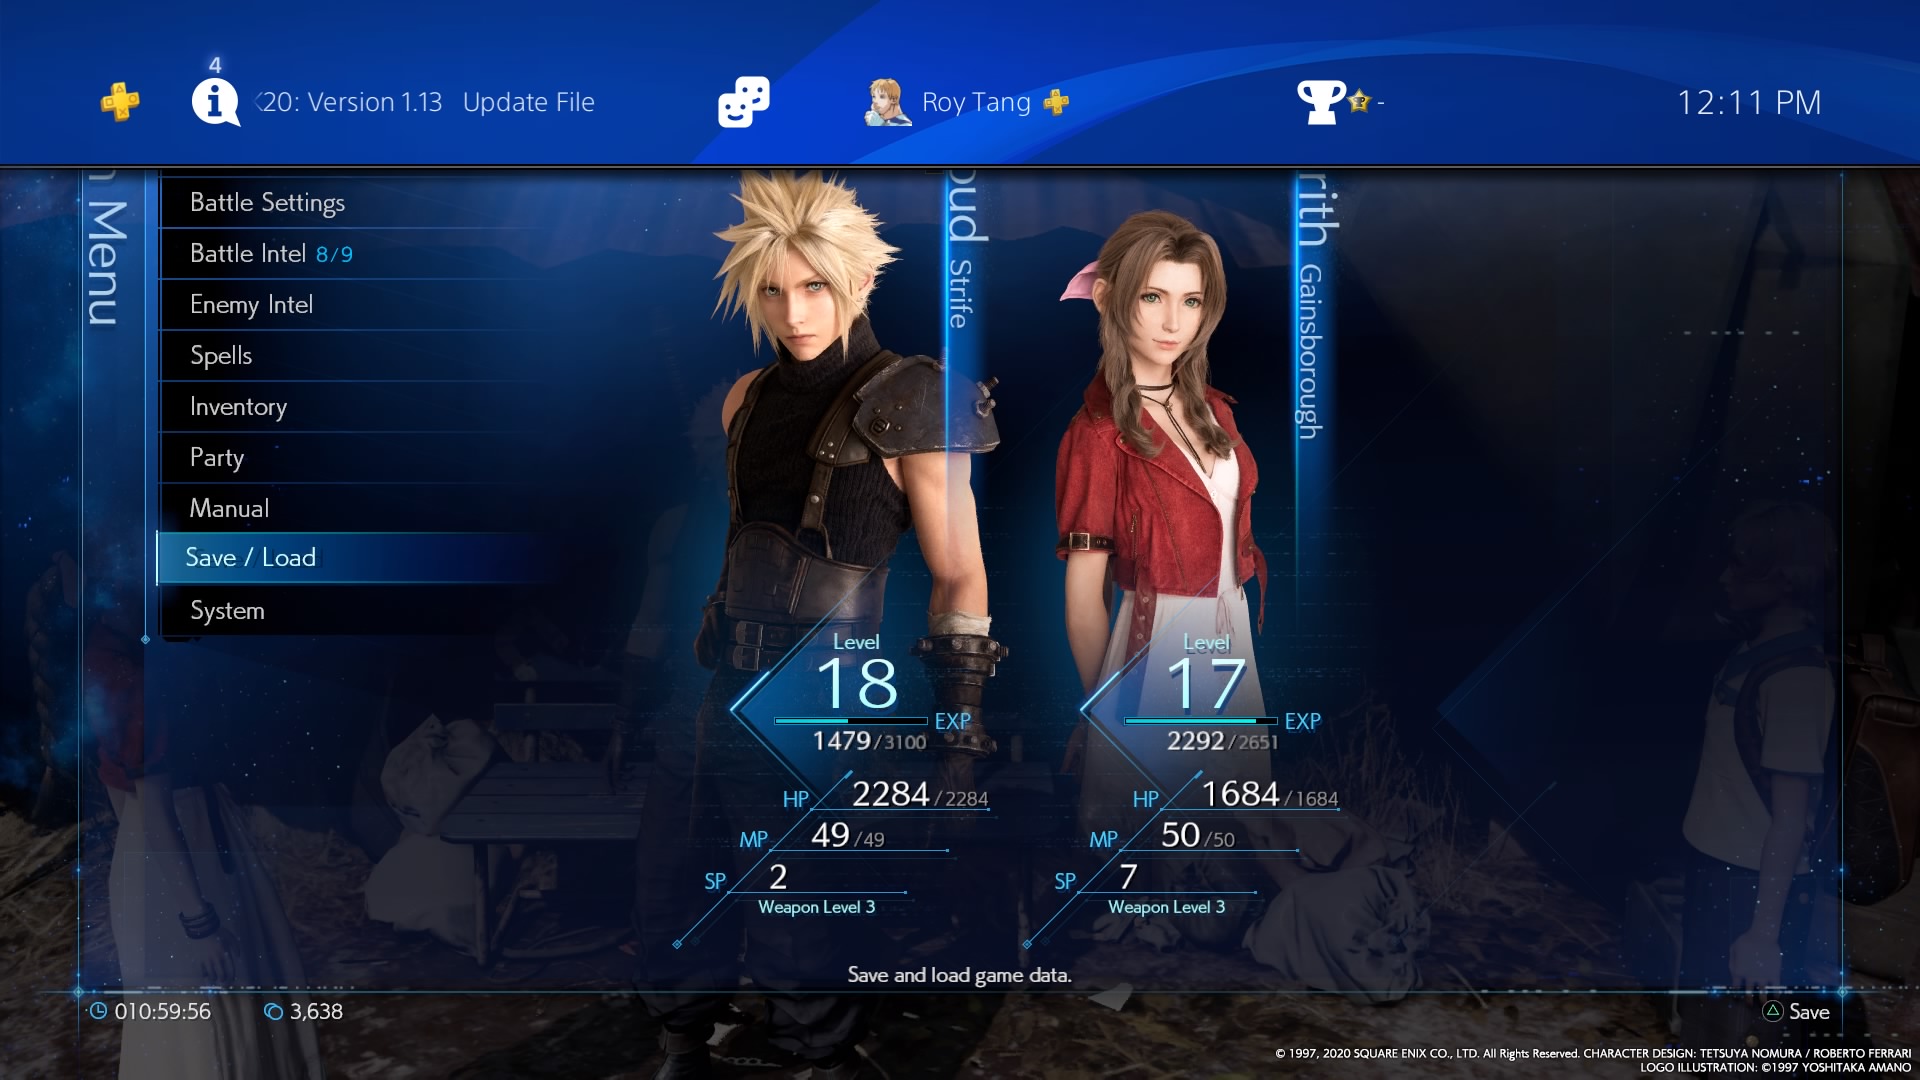 4
20: Version 1.13 Update File
Roy Tang
-
12:11 PM
Menu
Battle Settings
Battle Intel 8/9
Enemy Intel
Spells
Inventory
Party
Manual
Save / Load
System
oud Strife
Level
18
EXP
1479/3100
HP 2284/2284
MP 49/49
SP 2
Weapon Level 3
rith Gainsborough
Level
17
EXP
2292/2651
HP 1684/1684
MP 50/50
SP 7
Weapon Level 3
Save and load game data.
010:59:56
3,638
Save
© 1997, 2020 SQUARE ENIX CO., LTD. All Rights Reserved. CHARACTER DESIGN: TETSUYA NOMURA / ROBERTO FERRARI
LOGO ILLUSTRATION: ©1997 YOSHITAKA AMANO